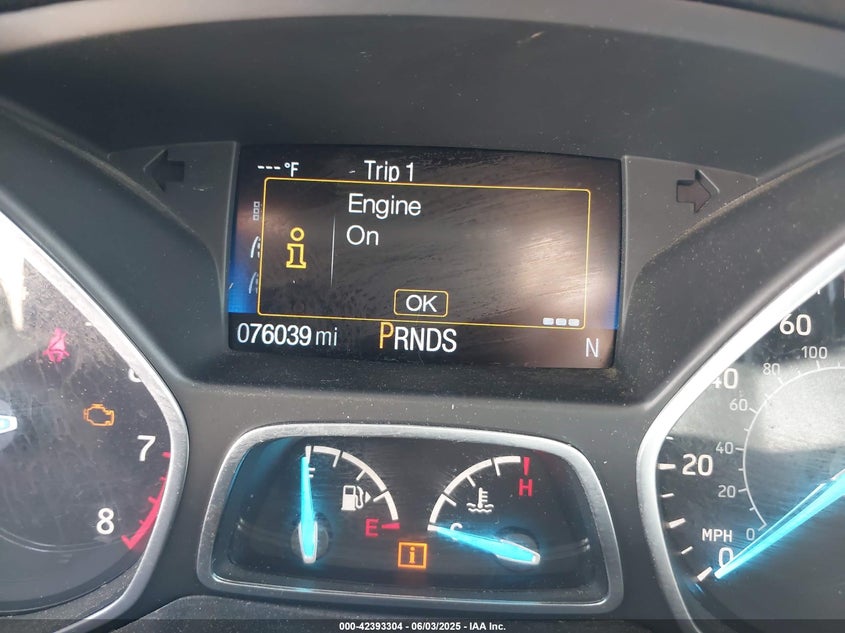 ---°F Trip 1
Engine
On
OK
076039 mi PRNDS N
7
8
E
C
H
60
40
20
MPH
0
100
80
60
40
20
0
000-42393304 - 06/03/2025 - IAA Inc.